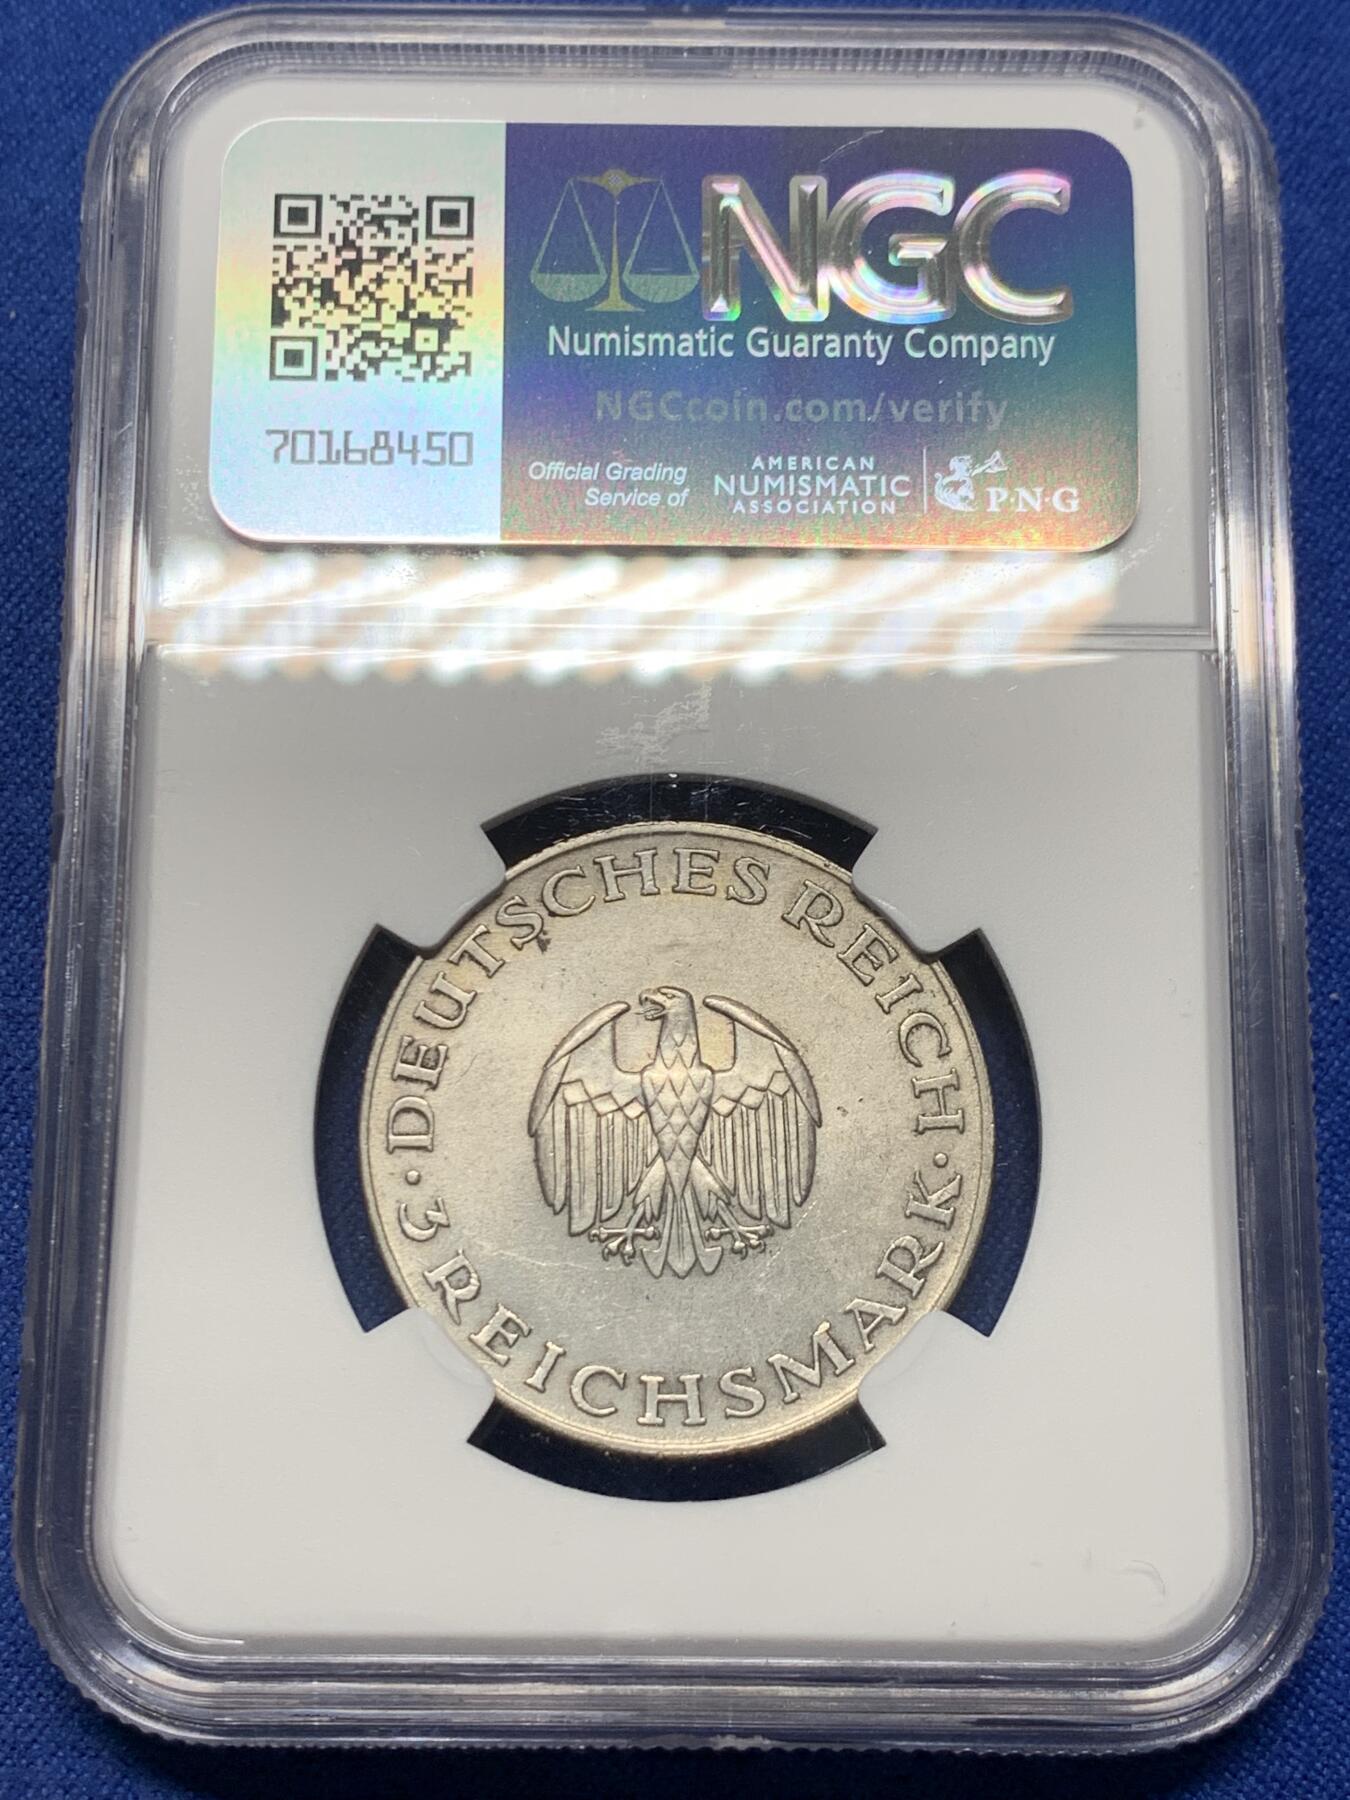 NGC
Numismatic Guaranty Company
NGCcoin.com/verify
70168450
Official Grading
Service of
AMERICAN
NUMISMATIC
ASSOCIATION
P·N·G
DEUTSCHES REICH
· 3 REICHSMARK ·